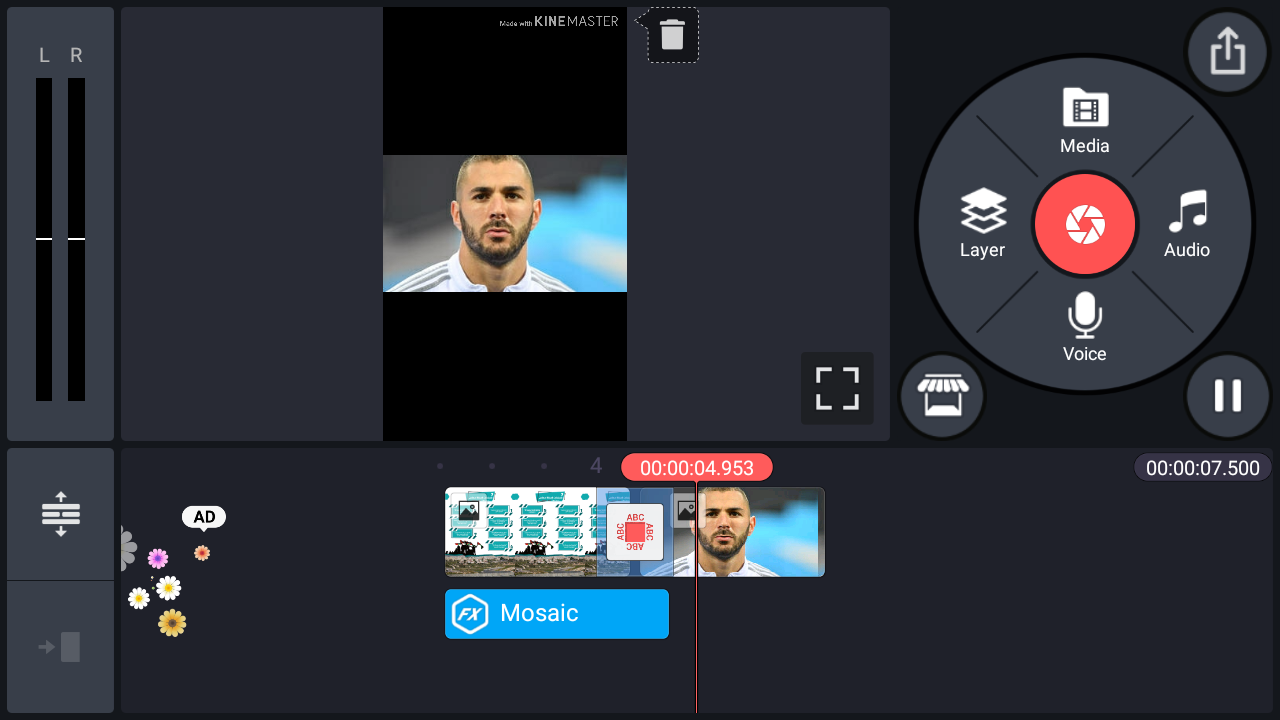 L R
Made with KINEMASTER
Media
Layer
Audio
Voice
4
00:00:04.953
00:00:07.500
AD
ABC
ABC
ABC
ABC
FX Mosaic